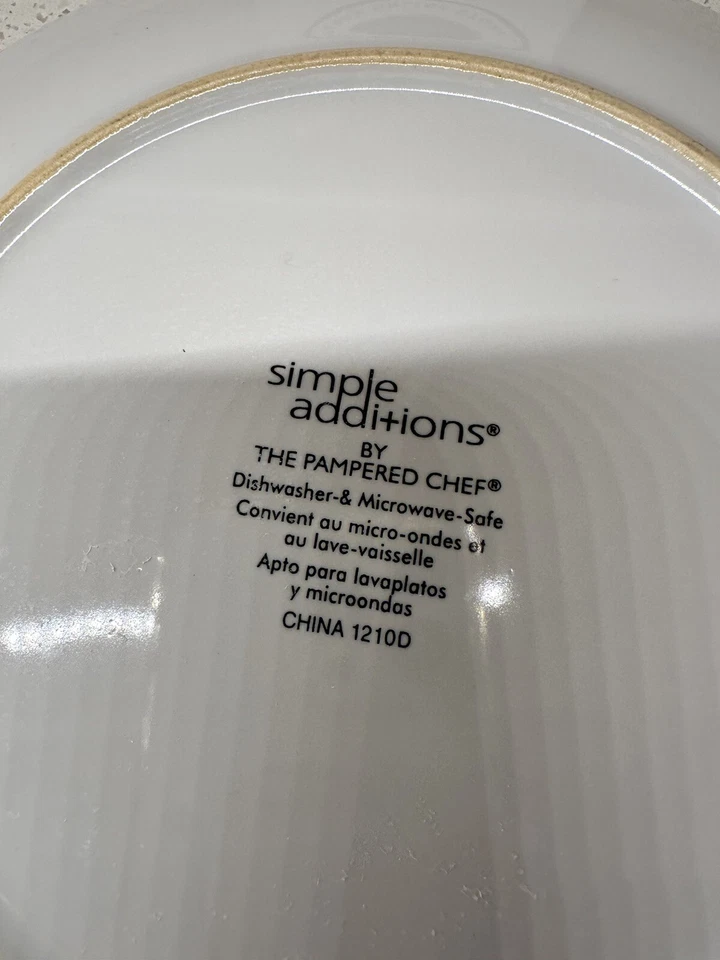 simple
additions®
BY
THE PAMPERED CHEF®
Dishwasher-& Microwave-Safe
Convient au micro-ondes et
au lave-vaisselle
Apto para lavaplatos
y microondas
CHINA 1210D